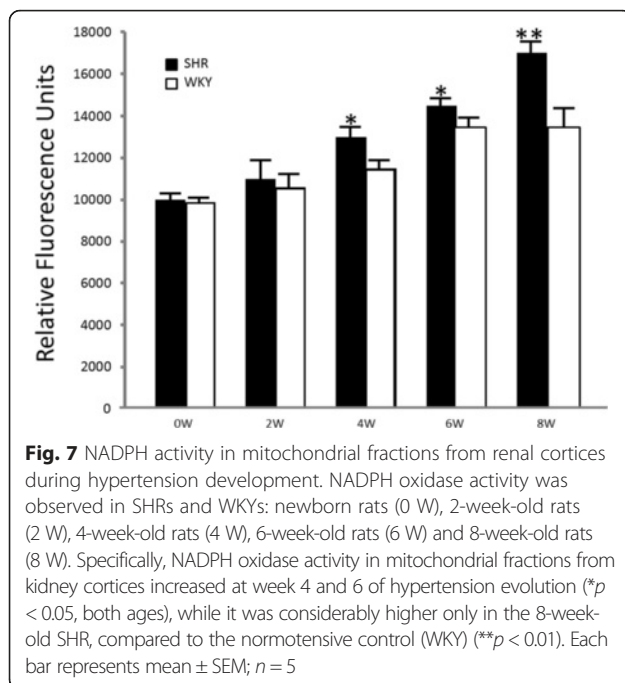 18000
**
SHR
WKY
16000
*
14000
*
12000
10000
8000
6000
4000
2000
0
Relative Fluorescence Units
0W 2W 4W 6W 8W
Fig. 7 NADPH activity in mitochondrial fractions from renal cortices
during hypertension development. NADPH oxidase activity was
observed in SHRs and WKYs: newborn rats (0 W), 2-week-old rats
(2 W), 4-week-old rats (4 W), 6-week-old rats (6 W) and 8-week-old rats
(8 W). Specifically, NADPH oxidase activity in mitochondrial fractions from
kidney cortices increased at week 4 and 6 of hypertension evolution (*p
< 0.05, both ages), while it was considerably higher only in the 8-week-
old SHR, compared to the normotensive control (WKY) (**p < 0.01). Each
bar represents mean ± SEM; n = 5